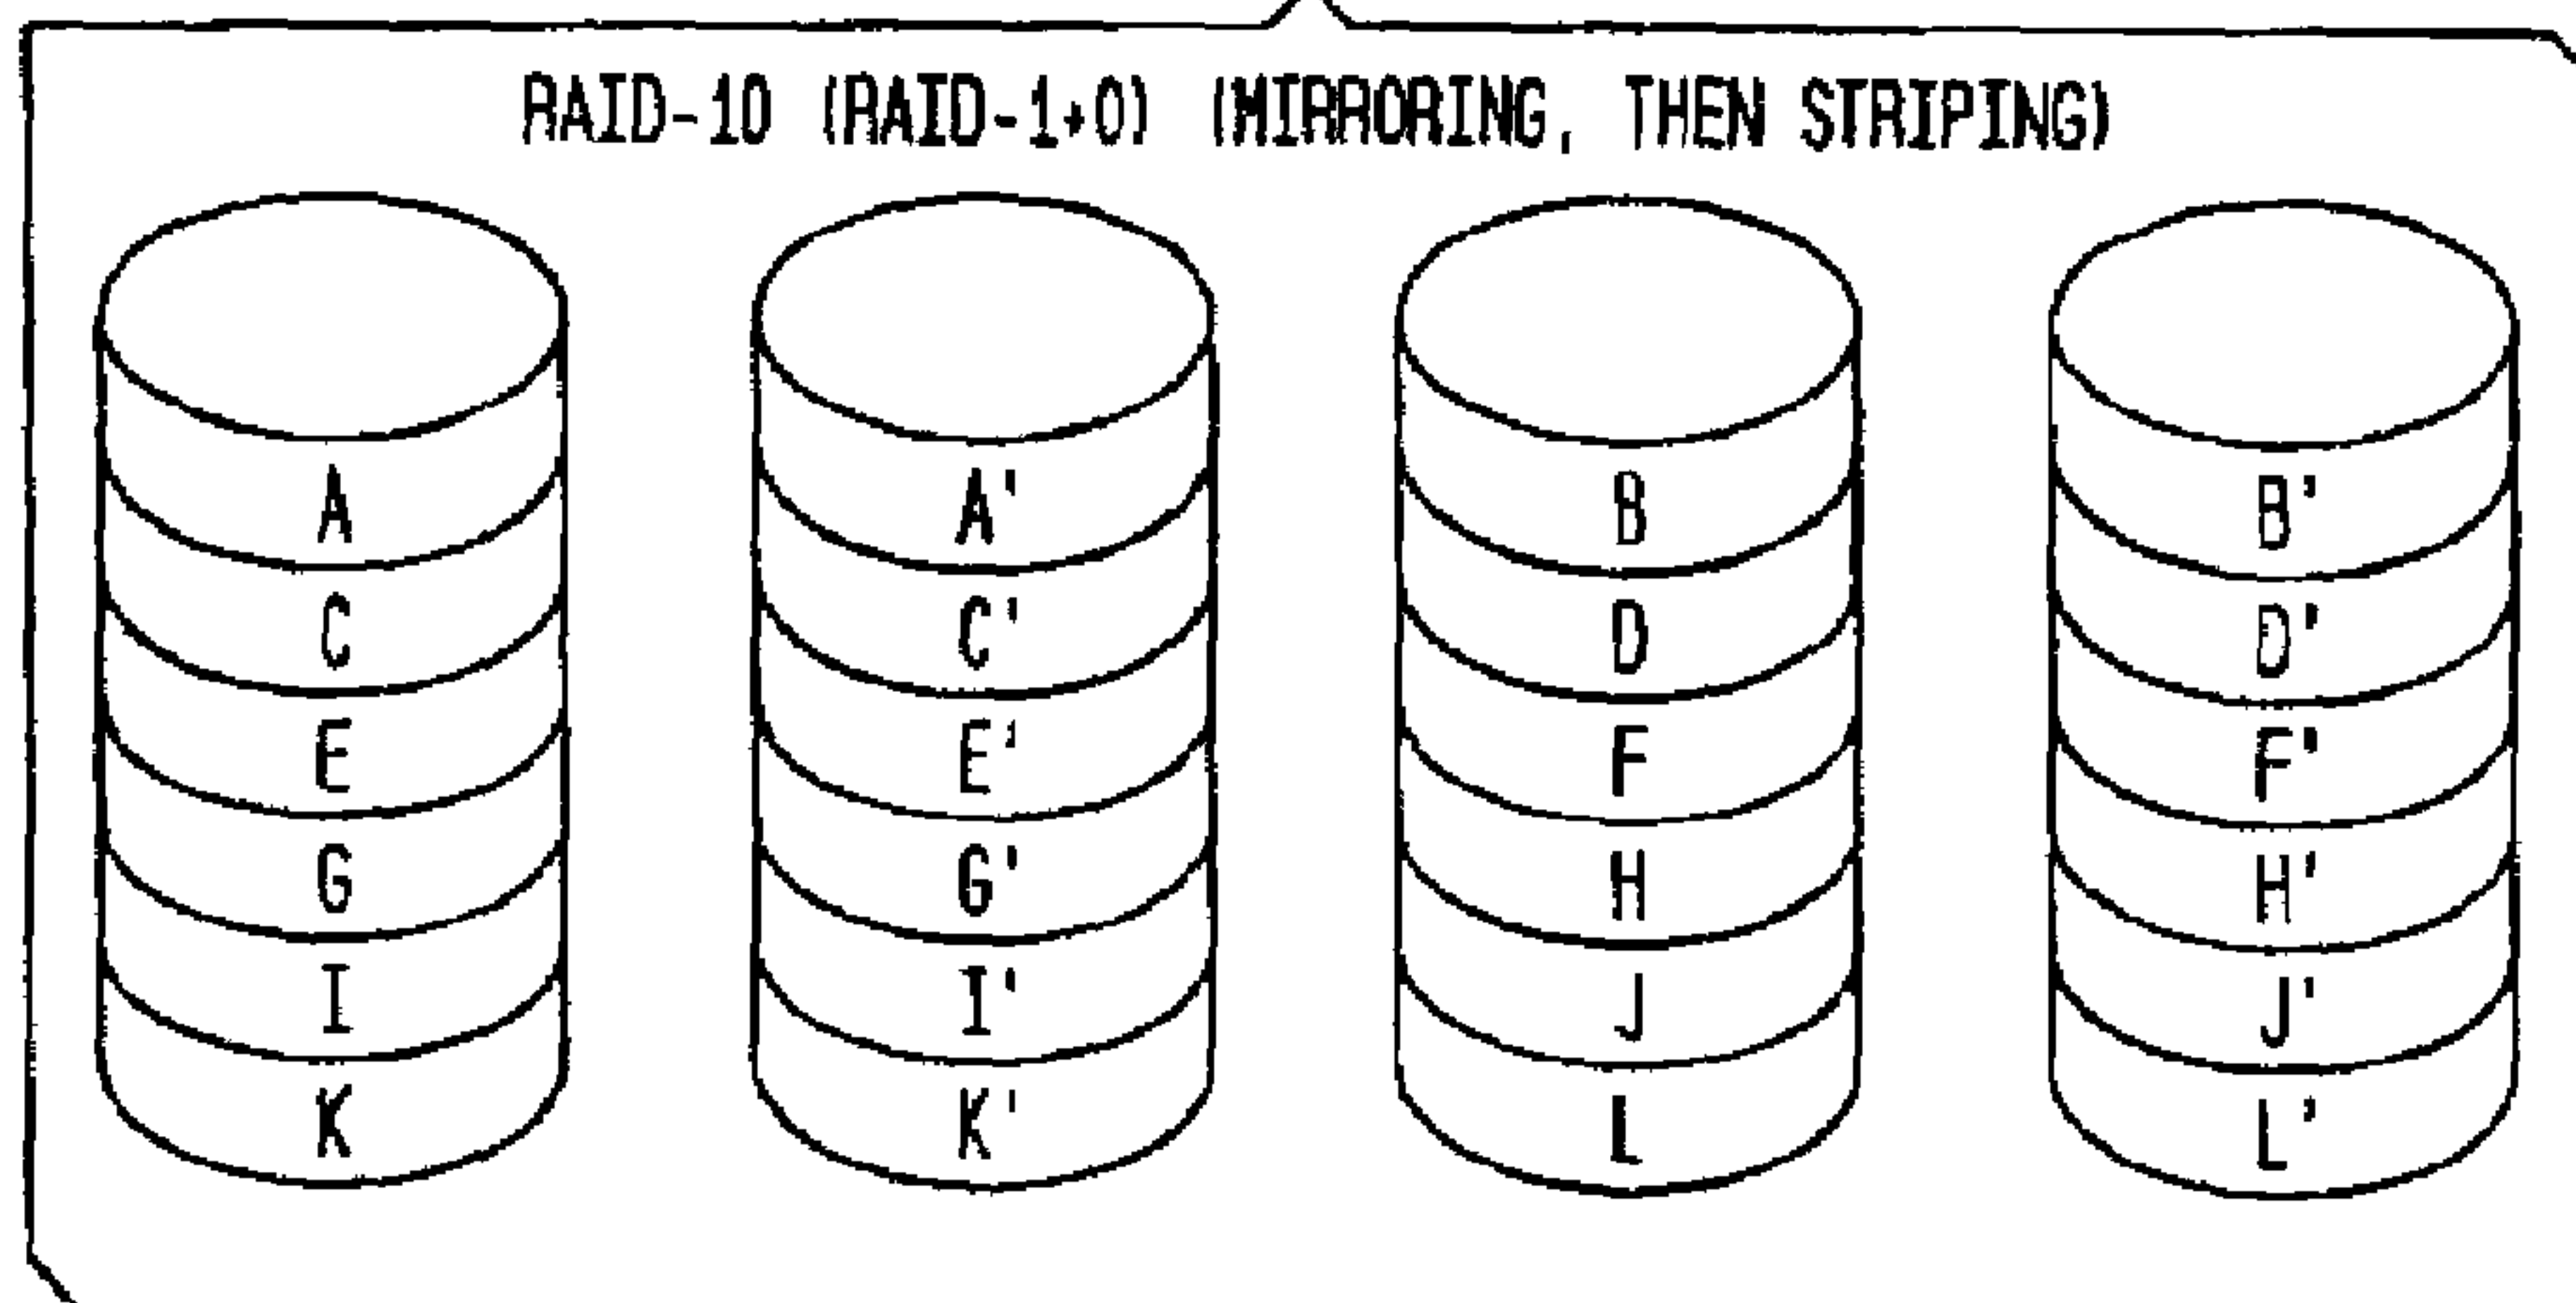 RAID-10 (RAID-1+0) (MIRRORING, THEN STRIPING)
A A' B B'
C C' D D'
E E' F F'
G G' H H'
I I' J J'
K K' L L'